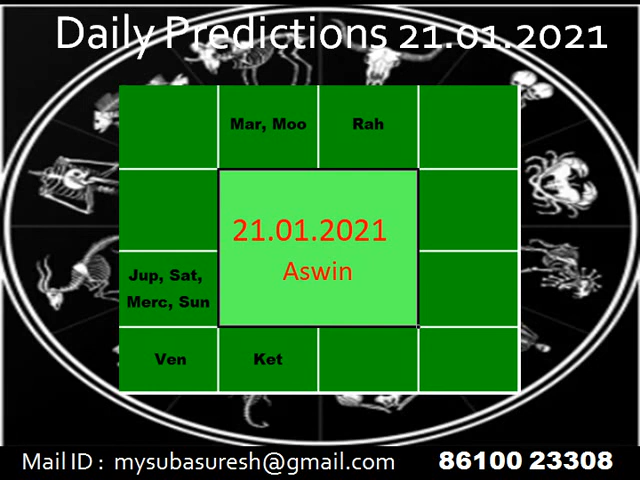 Daily Predictions 21.01.2021
Mar, Moo
Rah
21.01.2021
Aswin
Jup, Sat,
Merc, Sun
Ven
Ket
Mail ID : mysubasuresh@gmail.com
86100 23308